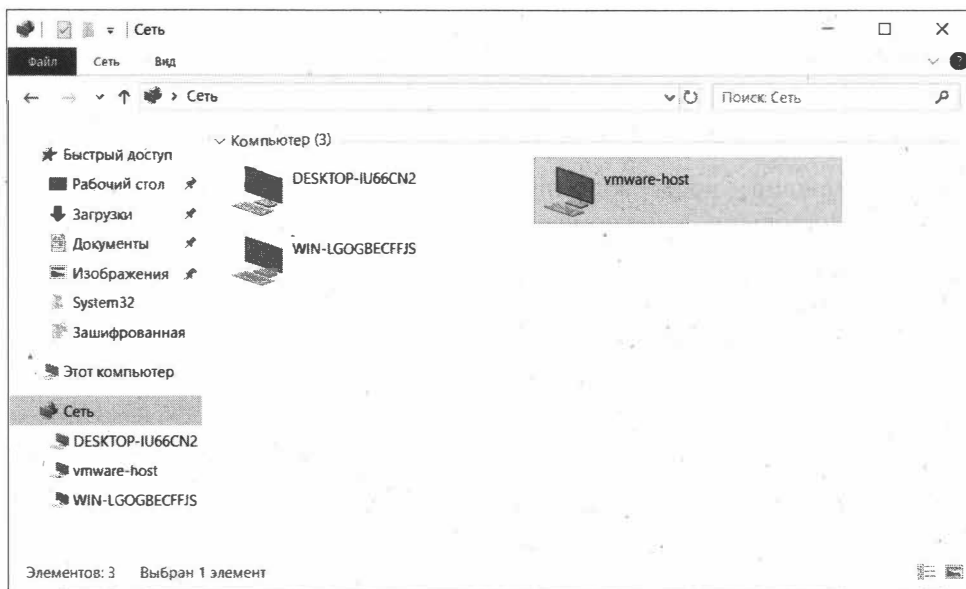 Сеть
Файл Сеть Вид
Сеть Поиск: Сеть
Быстрый доступ
Рабочий стол
Загрузки
Документы
Изображения
System32
Зашифрованная
Этот компьютер
Сеть
DESKTOP-IU66CN2
vmware-host
WIN-LGOGBECFFJS
Компьютер (3)
DESKTOP-IU66CN2
vmware-host
WIN-LGOGBECFFJS
Элементов: 3 Выбран 1 элемент